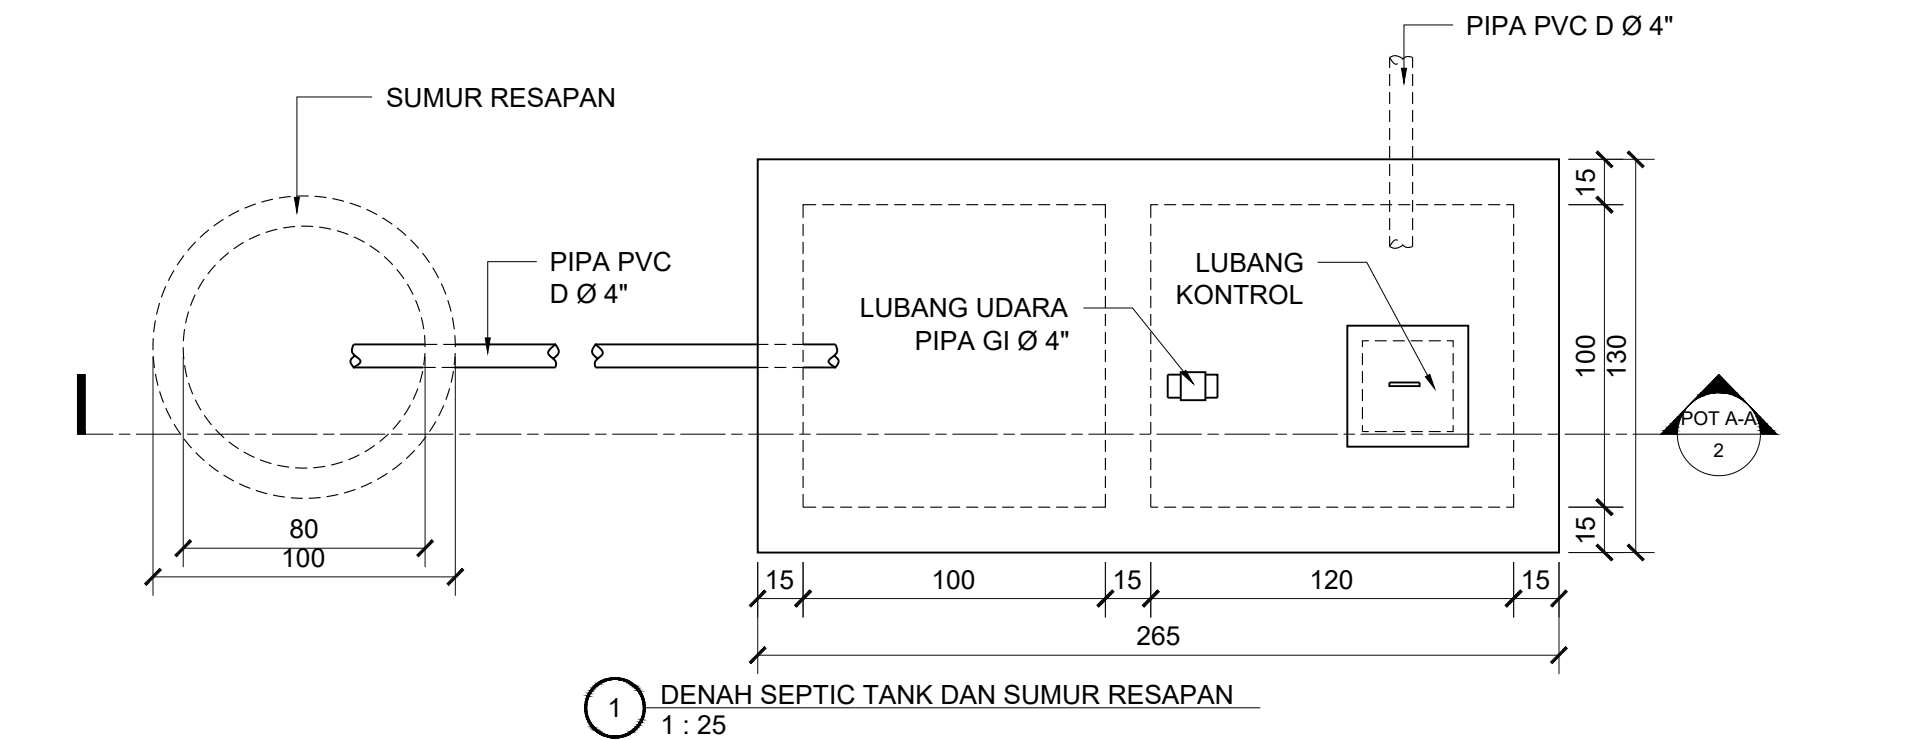 PIPA PVC D Ø 4"
SUMUR RESAPAN
PIPA PVC
D Ø 4"
LUBANG
KONTROL
LUBANG UDARA
PIPA GI Ø 4"
15
100
130
15
POT A-A
2
80
100
15
100
15
120
15
265
1
DENAH SEPTIC TANK DAN SUMUR RESAPAN
1 : 25